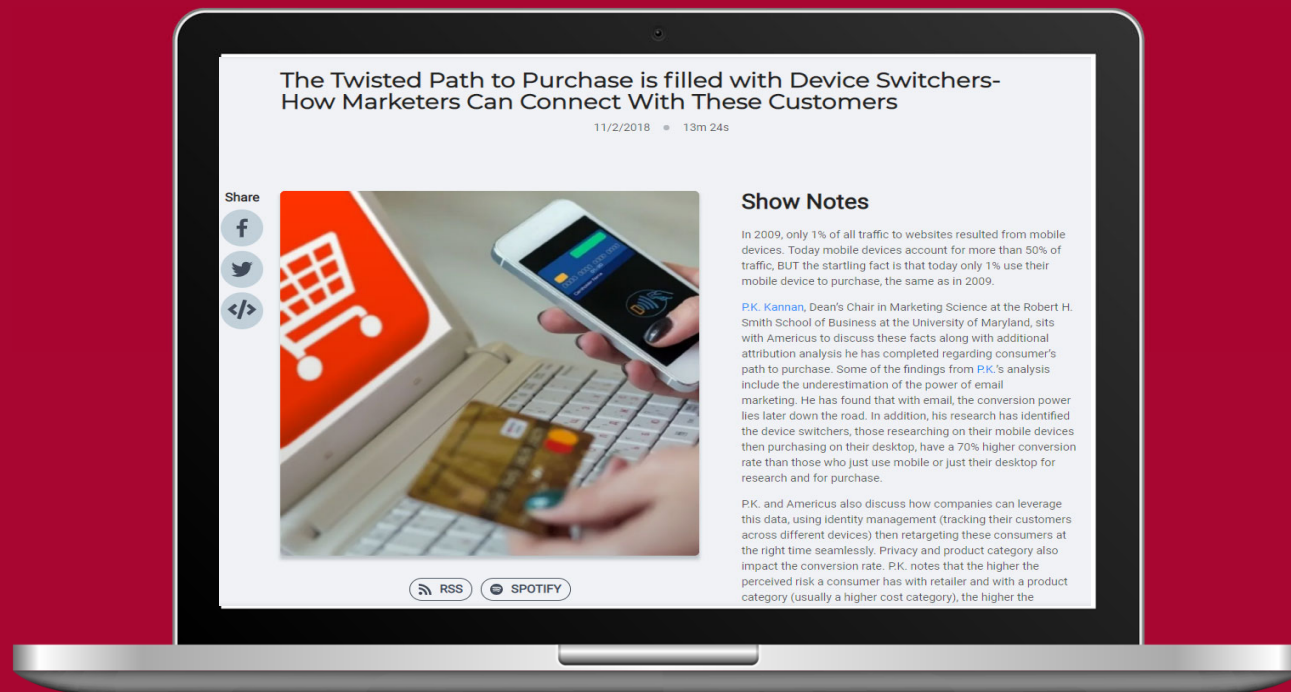 The Twisted Path to Purchase is filled with Device Switchers-
How Marketers Can Connect With These Customers
11/2/2018 13m 24s
Share
Show Notes
In 2009, only 1% of all traffic to websites resulted from mobile
devices. Today mobile devices account for more than 50% of
traffic, BUT the startling fact is that today only 1% use their
mobile device to purchase, the same as in 2009.
P.K. Kannan, Dean's Chair in Marketing Science at the Robert H.
Smith School of Business at the University of Maryland, sits
with Americus to discuss these facts along with additional
attribution analysis he has completed regarding consumer's
path to purchase. Some of the findings from P.K.'s analysis
include the underestimation of the power of email
marketing. He has found that with email, the conversion power
lies later down the road. In addition, his research has identified
the device switchers, those researching on their mobile devices
then purchasing on their desktop, have a 70% higher conversion
rate than those who just use mobile or just their desktop for
research and for purchase.
P.K. and Americus also discuss how companies can leverage
this data, using identity management (tracking their customers
across different devices) then retargeting these consumers at
the right time seamlessly. Privacy and product category also
impact the conversion rate. P.K. notes that the higher the
perceived risk a consumer has with retailer and with a product
category (usually a higher cost category), the higher the
RSS SPOTIFY